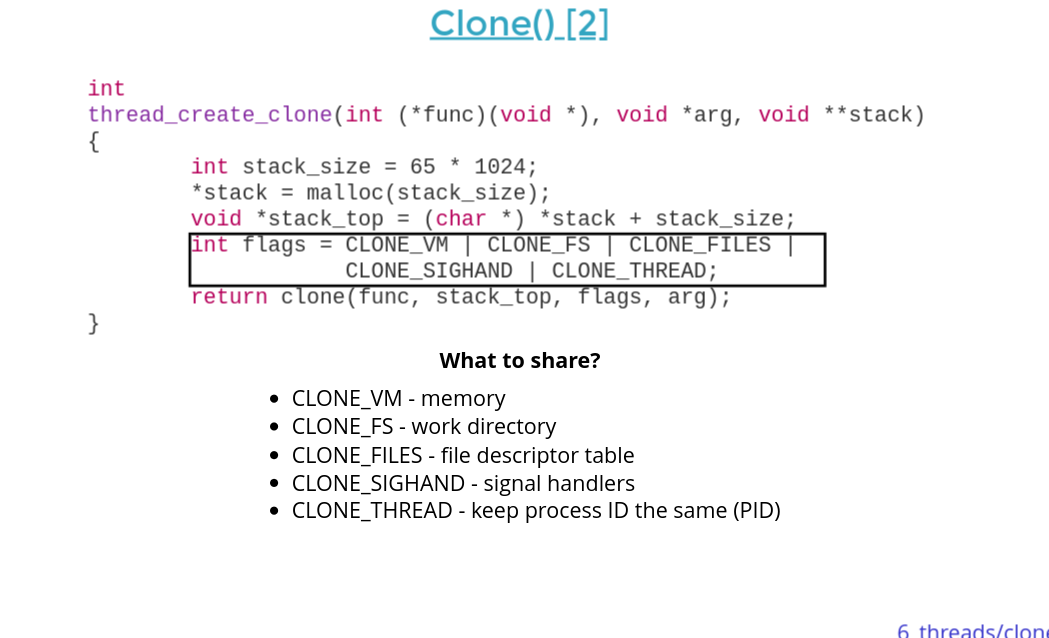 Clone() [2]
int
thread_create_clone(int (*func)(void *), void *arg, void **stack)
{
int stack_size = 65 * 1024;
*stack = malloc(stack_size);
void *stack_top = (char *) *stack + stack_size;
int flags = CLONE_VM | CLONE_FS | CLONE_FILES |
CLONE_SIGHAND | CLONE_THREAD;
return clone(func, stack_top, flags, arg);
}
What to share?
• CLONE_VM - memory
• CLONE_FS - work directory
• CLONE_FILES - file descriptor table
• CLONE_SIGHAND - signal handlers
• CLONE_THREAD - keep process ID the same (PID)
6_threads/clone